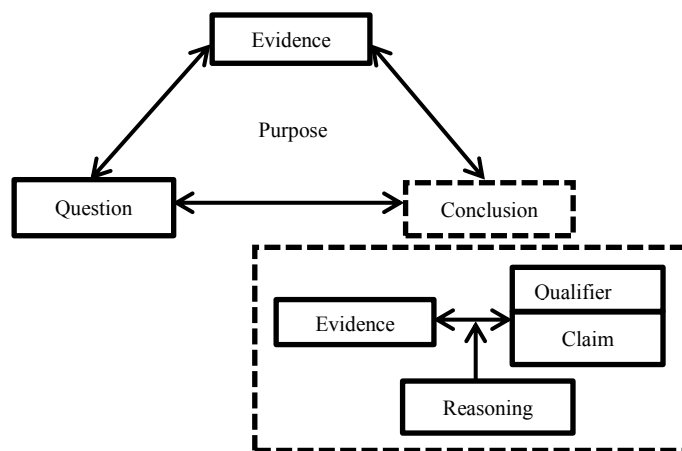 Evidence
Purpose
Question
Conclusion
Qualifier
Evidence
Claim
Reasoning